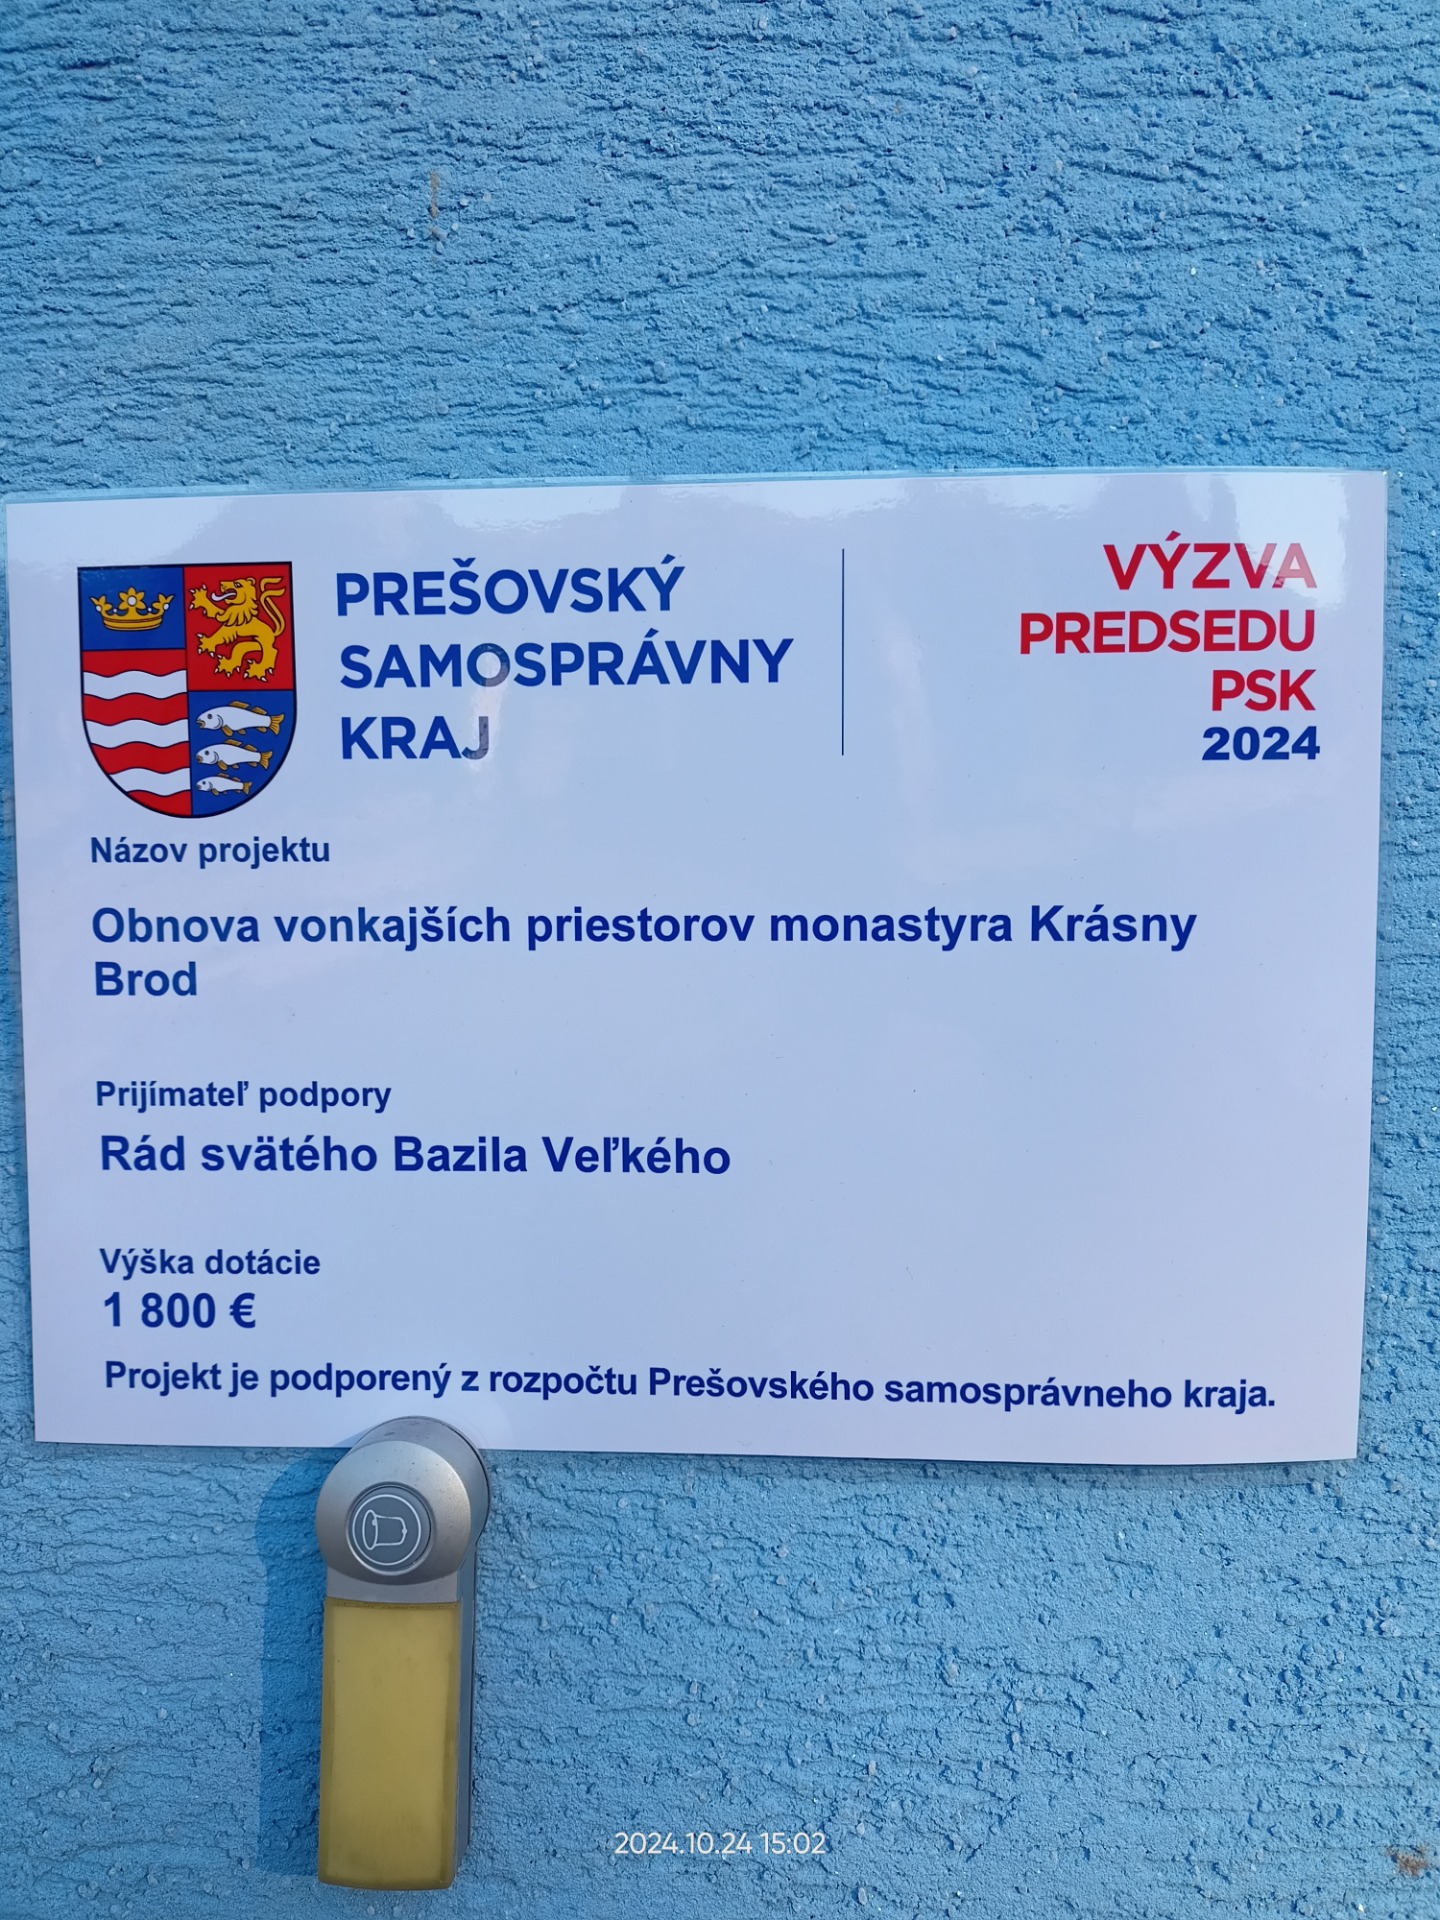 PREŠOVSKÝ
SAMOSPRÁVNY
KRAJ
VÝZVA
PREDSEDU
PSK
2024
Názov projektu
Obnova vonkajších priestorov monastyra Krásny
Brod
Prijímateľ podpory
Rád svätého Bazila Veľkého
Výška dotácie
1 800 €
Projekt je podporený z rozpočtu Prešovského samosprávneho kraja.
2024.10.24 15:02